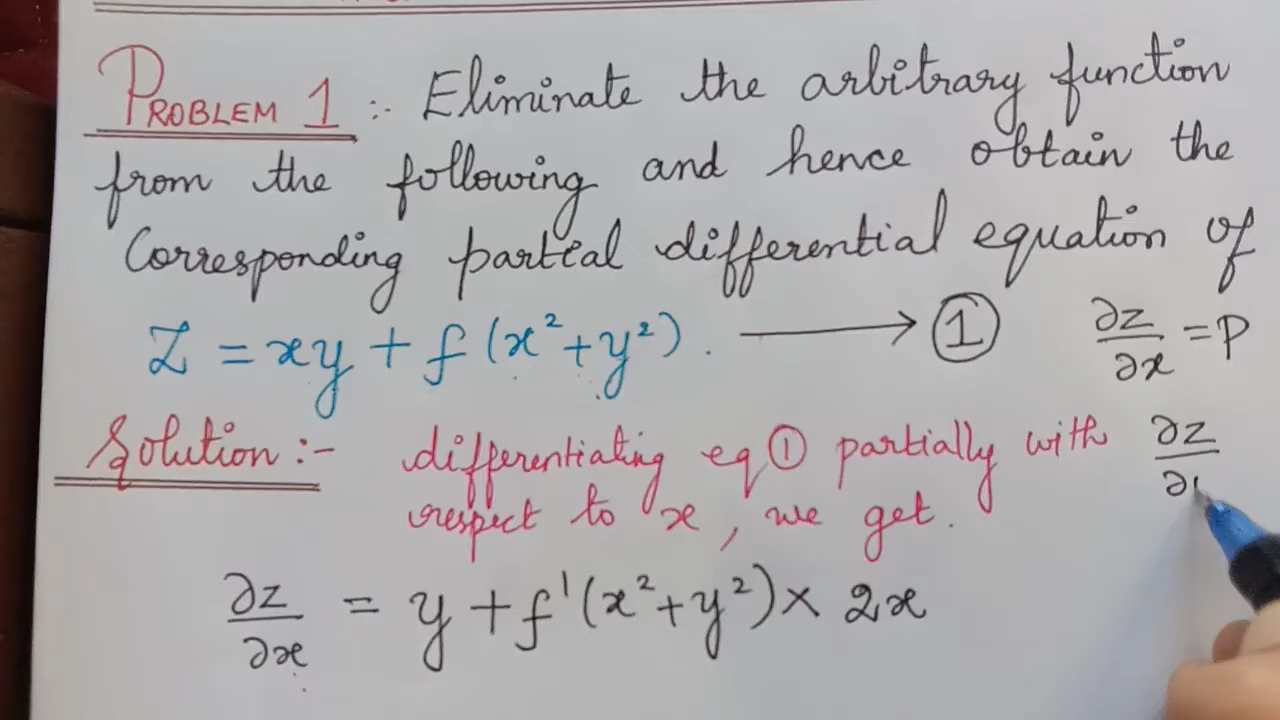 PROBLEM 1 :. Eliminate the arbitrary function
from the following and hence obtain the
Corresponding partial differential equation of
Z = xy + f(x²+y²). ⟶ ①
∂z/∂x = P
Solution :- differentiating eq ① partially with
respect to x, we get.
∂z/∂
∂z/∂x = y + f'(x²+y²) × 2x